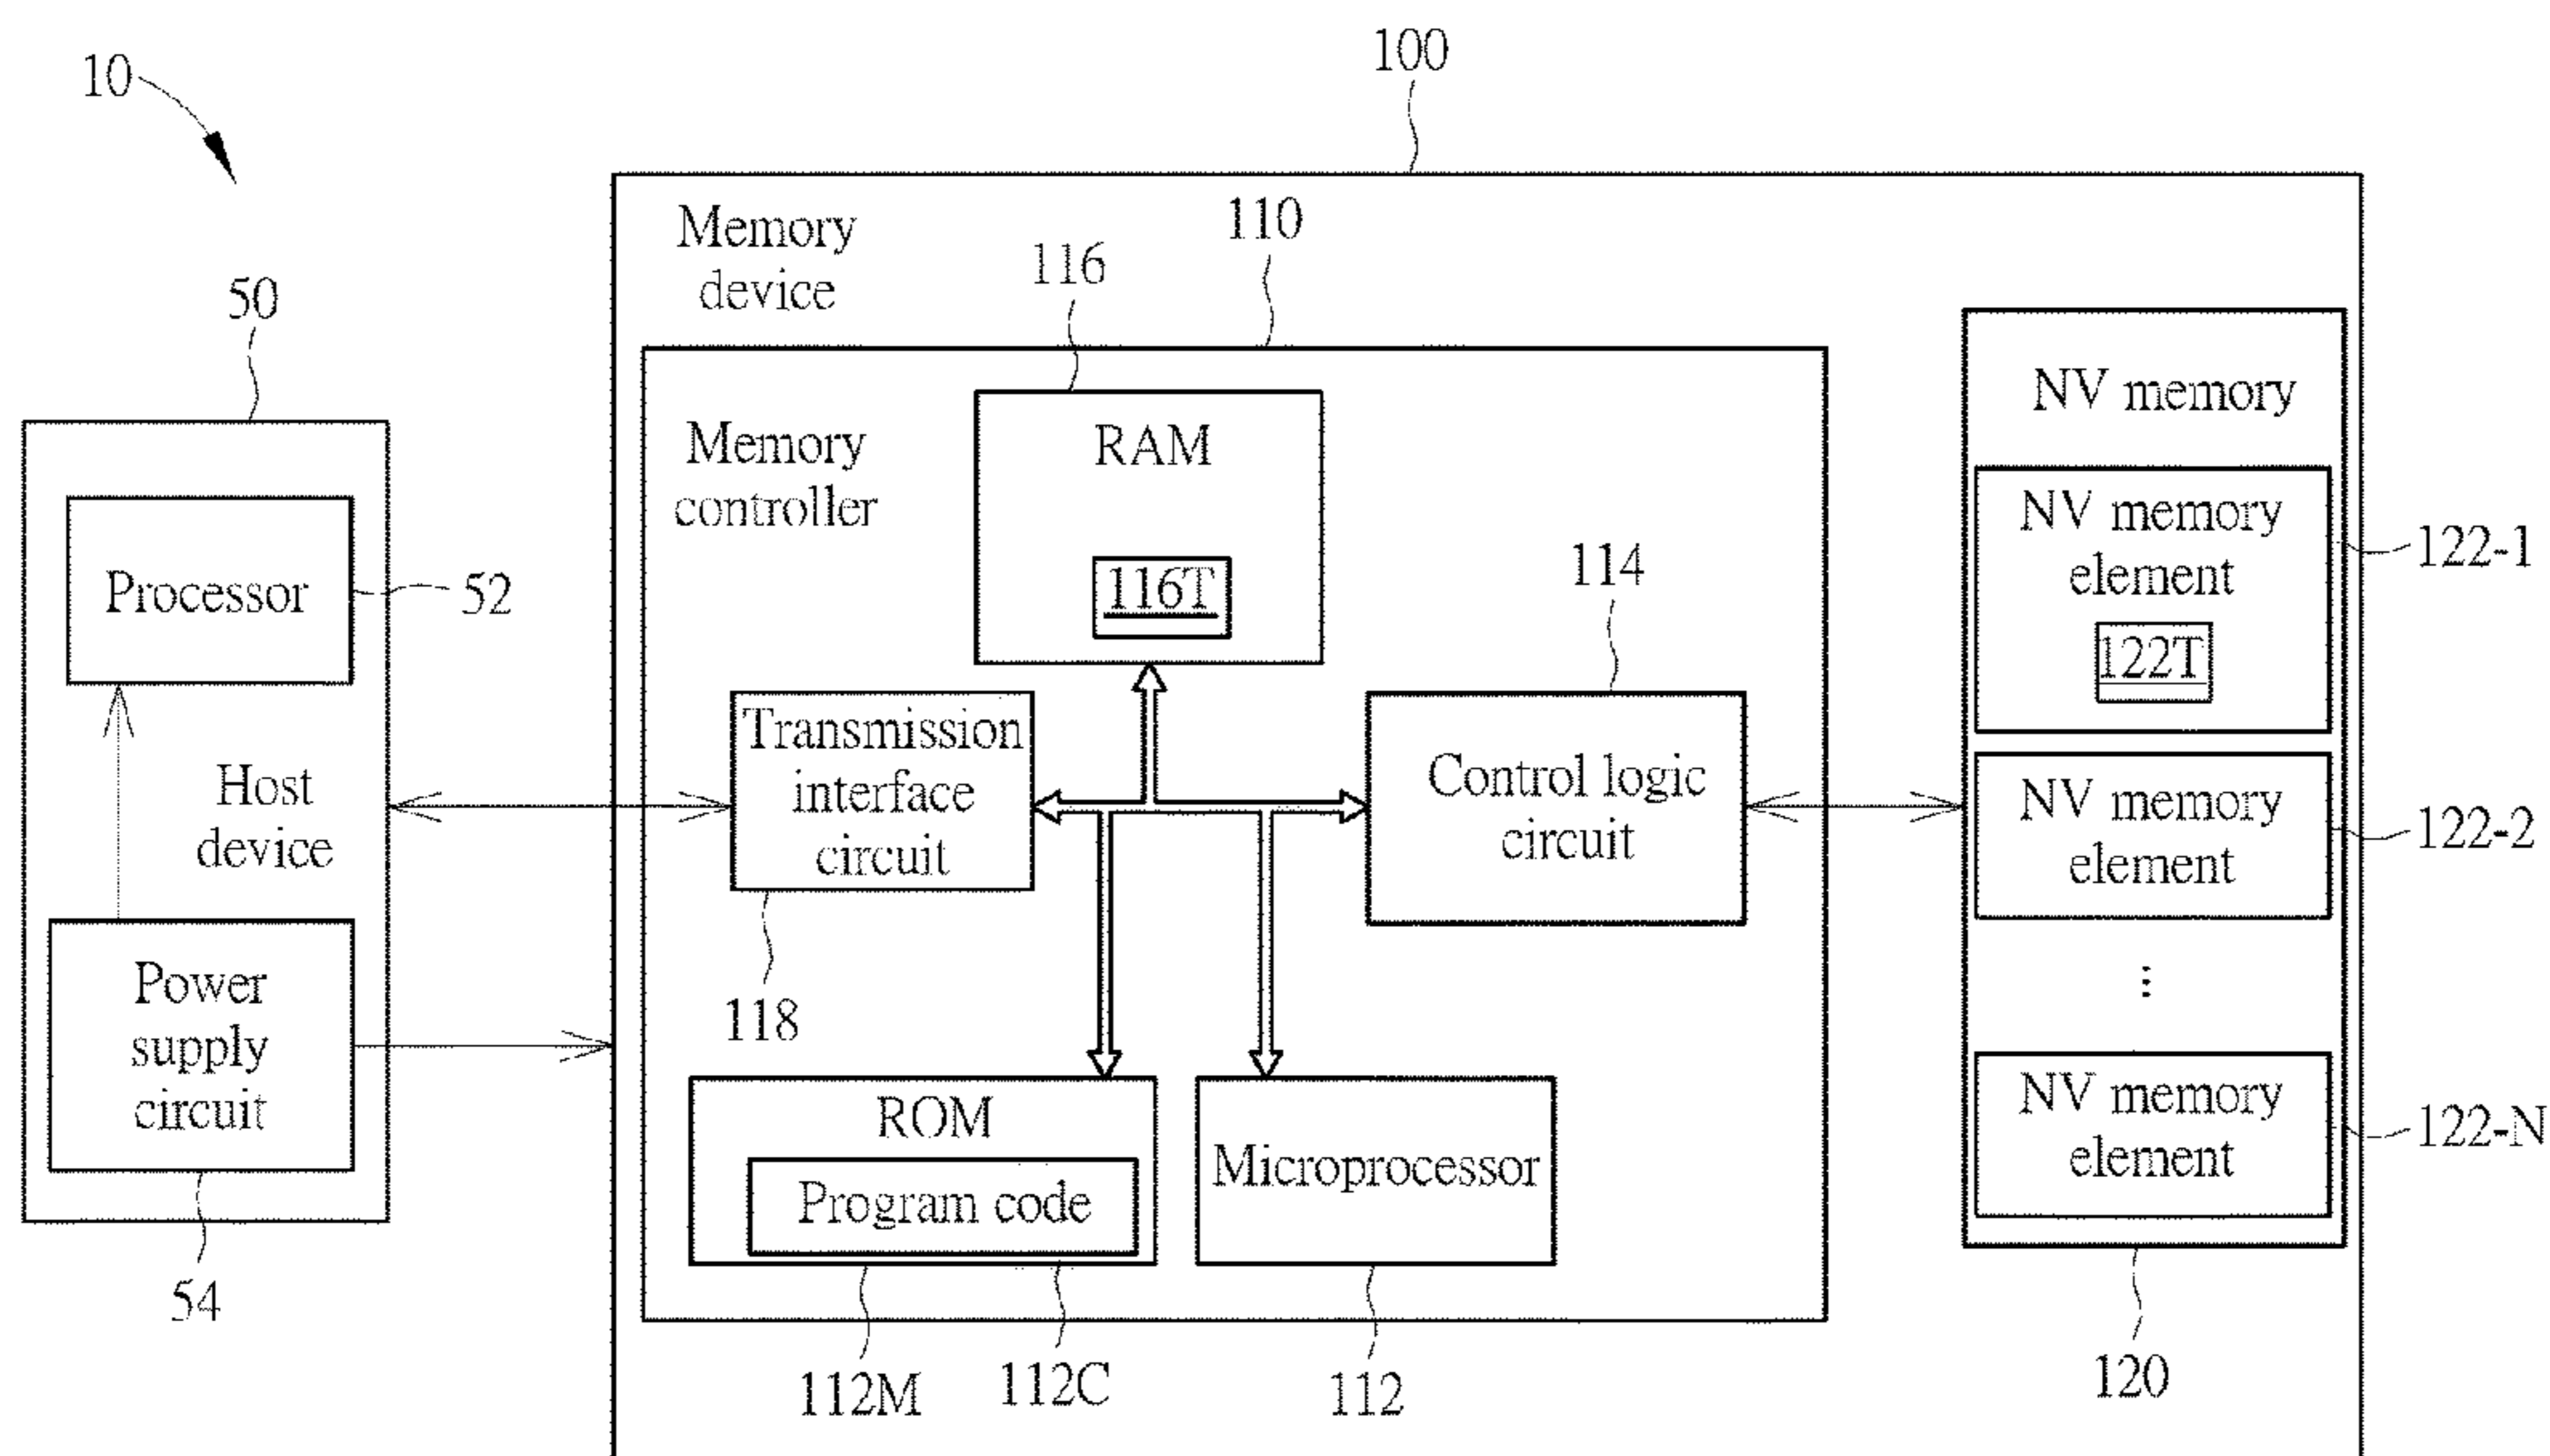 10
100
Memory
device
110
116
50
NV memory
Memory
controller
RAM
116T
NV memory
element
122T
122-1
Processor
52
114
Transmission
interface
circuit
Control logic
circuit
NV memory
element
122-2
Host
device
Power
supply
circuit
118
...
ROM
Program code
Microprocessor
NV memory
element
122-N
54
112M
112C
112
120